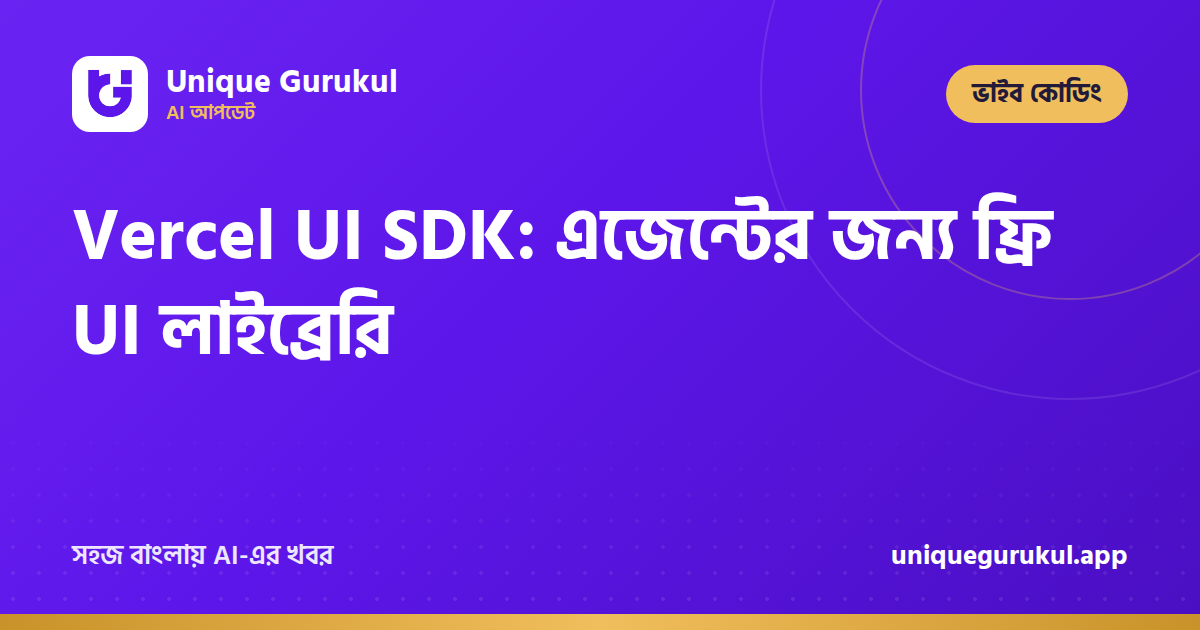 Unique Gurukul
AI আপডেট
ভাইব কোডিং
Vercel UI SDK: এজেন্টের জন্য ফ্রি
UI লাইব্রেরি
সহজ বাংলায় AI-এর খবর
uniquegurukul.app